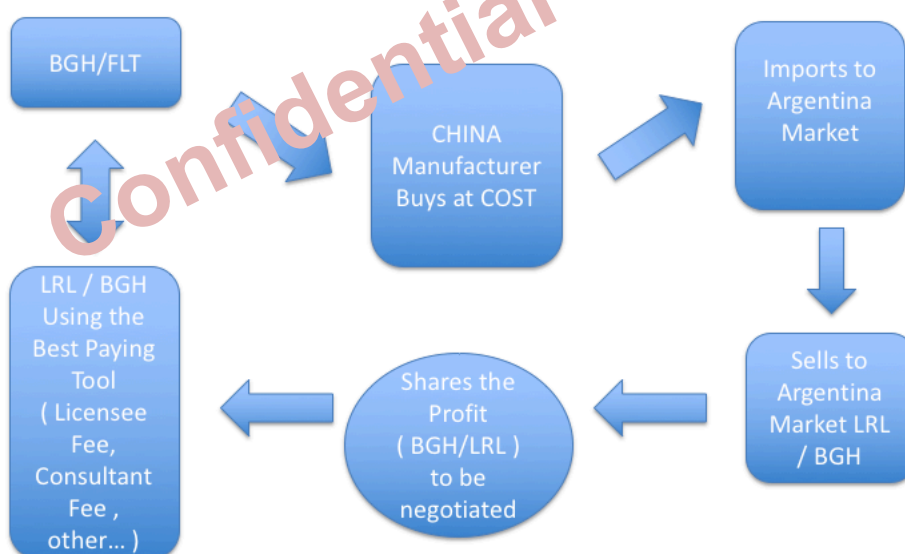 BGH/FLT
Confidential
CHINA
Manufacturer
Buys at COST
Imports to
Argentina
Market
Sells to
Argentina
Market LRL
/ BGH
Shares the
Profit
( BGH/LRL )
to be
negotiated
LRL / BGH
Using the
Best Paying
Tool
( Licensee
Fee,
Consultant
Fee ,
other... )